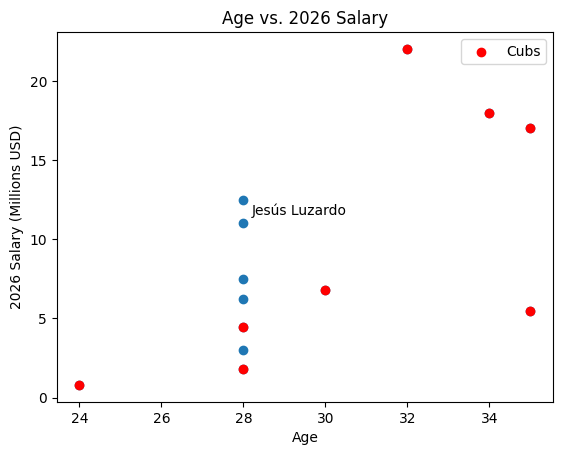 Age vs. 2026 Salary
Cubs
Jesús Luzardo
2026 Salary (Millions USD)
20
15
10
5
0
24 26 28 30 32 34
Age